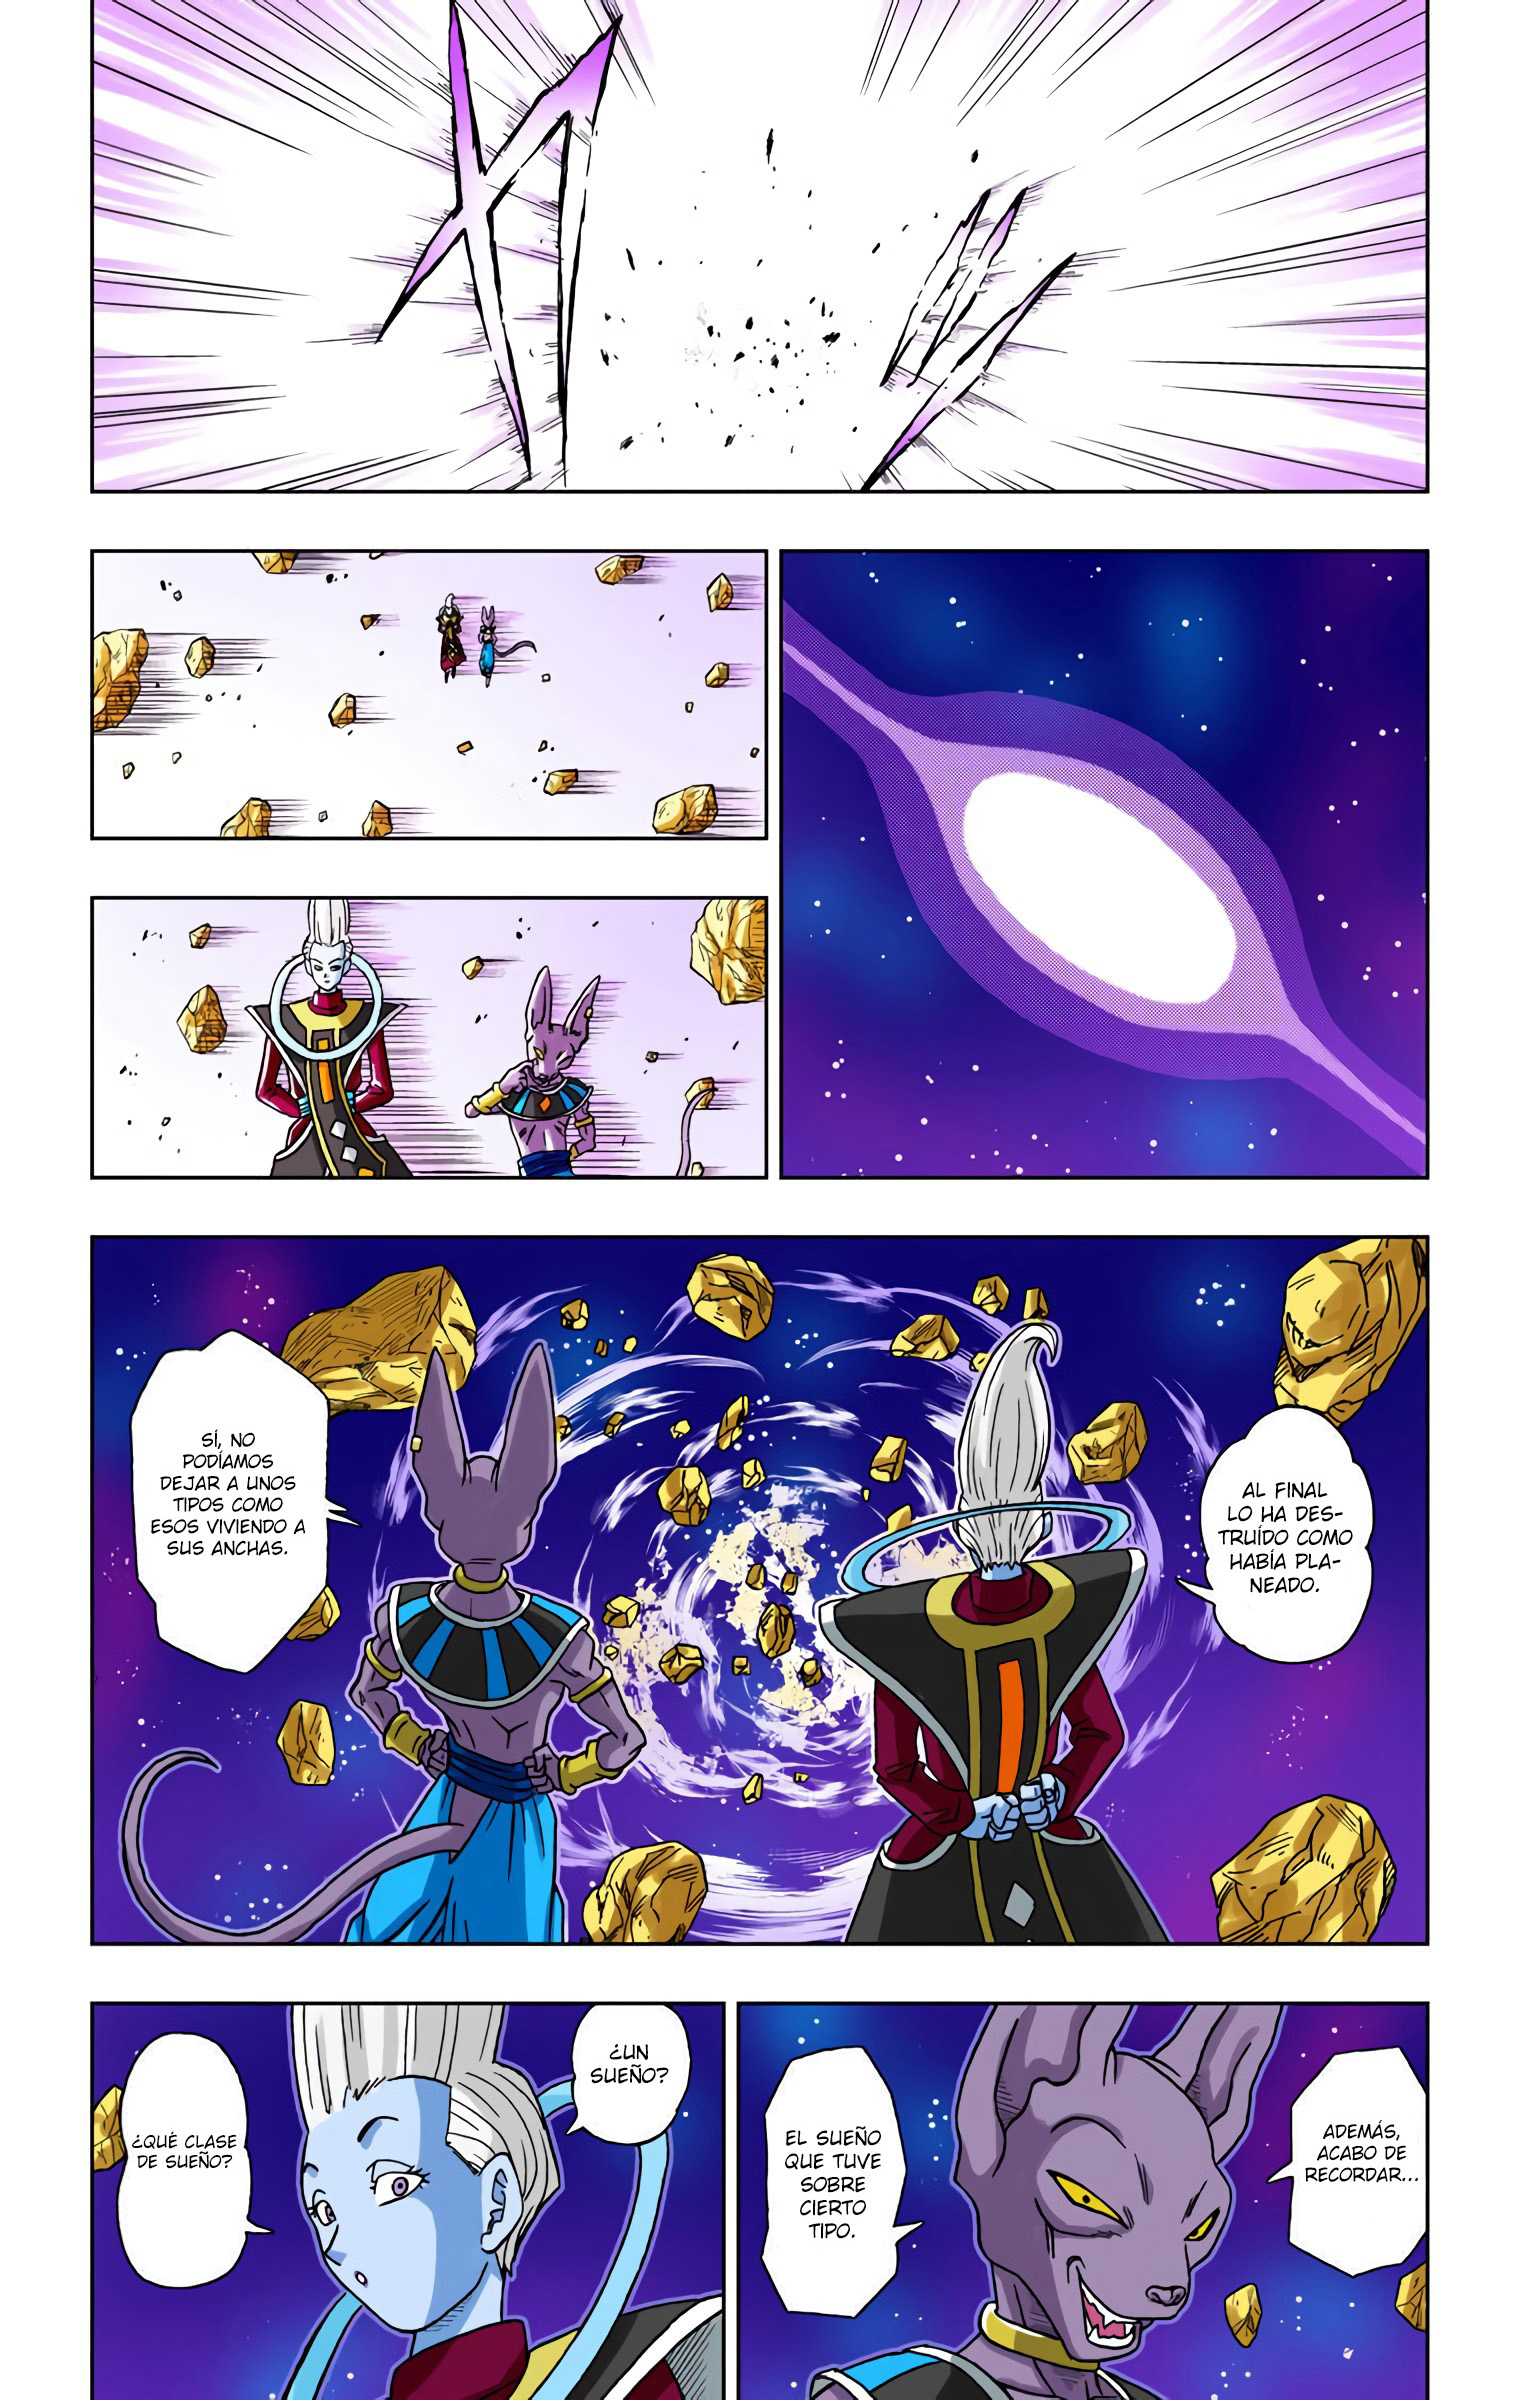 AL FINAL
LO HA DES-
TRUÍDO COMO
HABÍA PLA-
NEADO.
SÍ, NO
PODÍAMOS
DEJAR A UNOS
TIPOS COMO
ESOS VIVIENDO A
SUS ANCHAS.
ADEMÁS,
ACABO DE
RECORDAR...
EL SUEÑO
QUE TUVE
SOBRE
CIERTO
TIPO.
¿UN
SUEÑO?
¿QUÉ CLASE
DE SUEÑO?